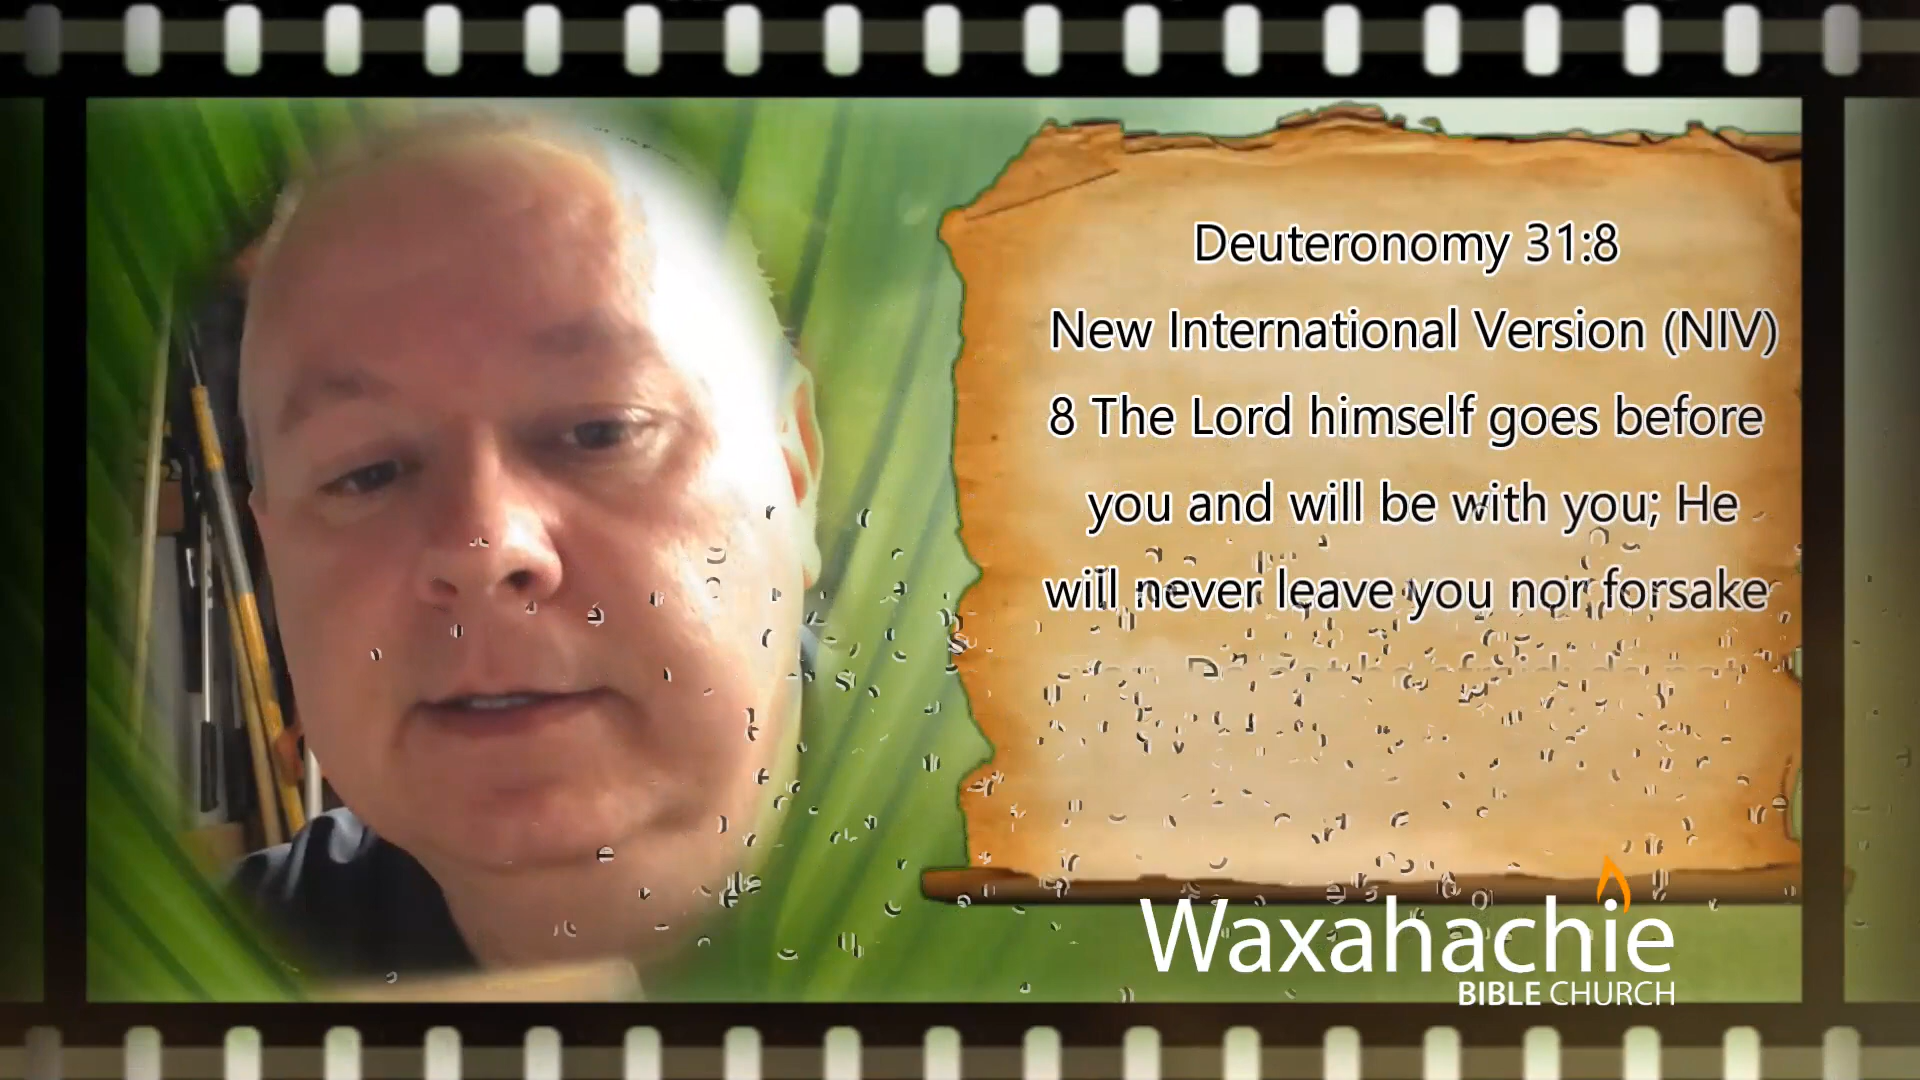 Deuteronomy 31:8
New International Version (NIV)
8 The Lord himself goes before
you and will be with you; He
will never leave you nor forsake
Waxahachie
BIBLE CHURCH